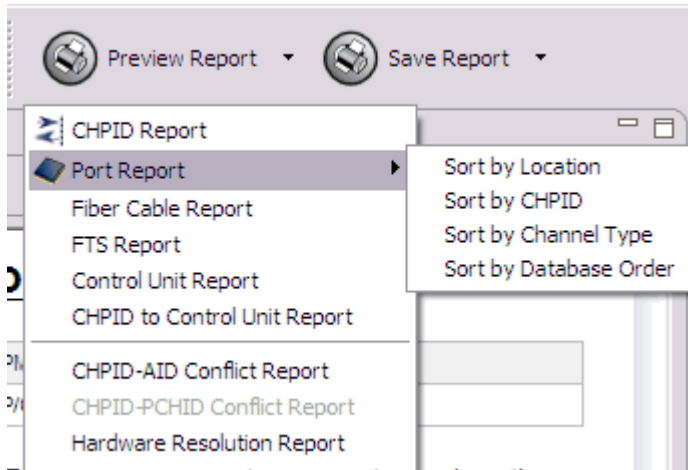 Preview Report Save Report
CHPID Report
Port Report
Sort by Location
Sort by CHPID
Sort by Channel Type
Sort by Database Order
Fiber Cable Report
FTS Report
Control Unit Report
CHPID to Control Unit Report
CHPID-AID Conflict Report
CHPID-PCHID Conflict Report
Hardware Resolution Report